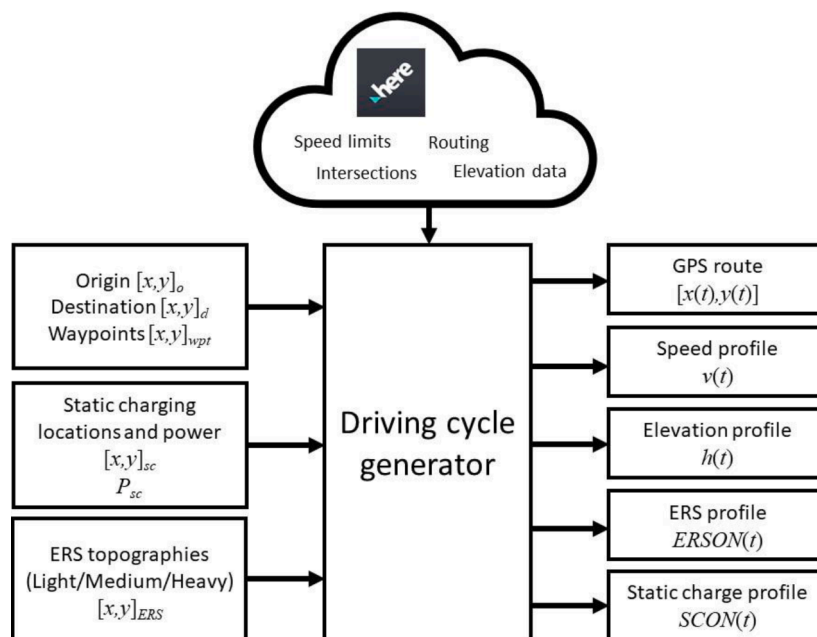 here
Speed limits Routing
Intersections Elevation data
Origin [x,y]o
Destination [x,y]d
Waypoints [x,y]wpt
Static charging
locations and power
[x,y]sc
Psc
ERS topographies
(Light/Medium/Heavy)
[x,y]ERS
Driving cycle
generator
GPS route
[x(t),y(t)]
Speed profile
v(t)
Elevation profile
h(t)
ERS profile
ERSON(t)
Static charge profile
SCON(t)